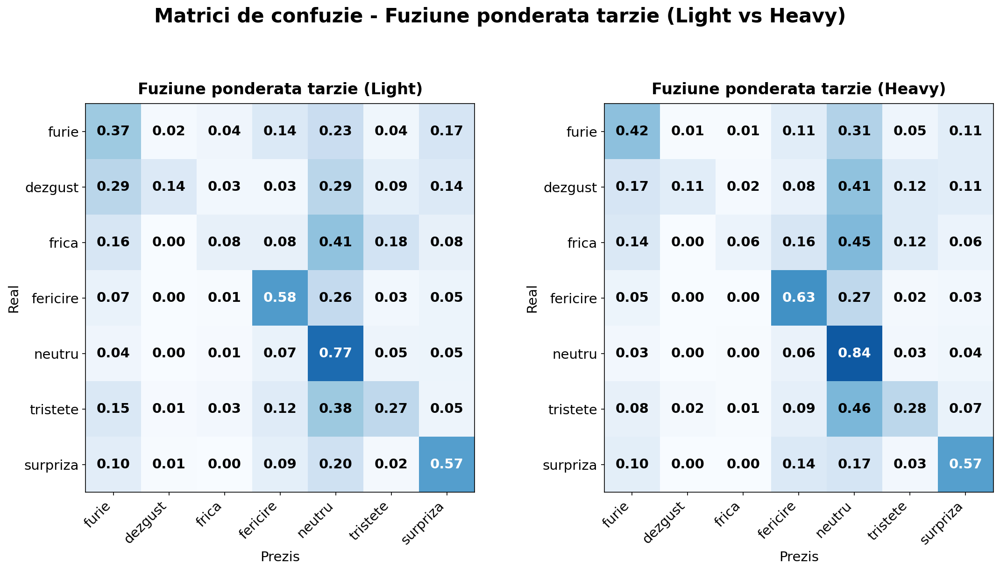 Matrici de confuzie - Fuziune ponderata tarzie (Light vs Heavy)
Fuziune ponderata tarzie (Light)
furie 0.37 0.02 0.04 0.14 0.23 0.04 0.17
dezgust 0.29 0.14 0.03 0.03 0.29 0.09 0.14
frica 0.16 0.00 0.08 0.08 0.41 0.18 0.08
fericire 0.07 0.00 0.01 0.58 0.26 0.03 0.05
neutru 0.04 0.00 0.01 0.07 0.77 0.05 0.05
tristete 0.15 0.01 0.03 0.12 0.38 0.27 0.05
surpriza 0.10 0.01 0.00 0.09 0.20 0.02 0.57
Real
furie dezgust frica fericire neutru tristete surpriza
Prezis
Fuziune ponderata tarzie (Heavy)
furie 0.42 0.01 0.01 0.11 0.31 0.05 0.11
dezgust 0.17 0.11 0.02 0.08 0.41 0.12 0.11
frica 0.14 0.00 0.06 0.16 0.45 0.12 0.06
fericire 0.05 0.00 0.00 0.63 0.27 0.02 0.03
neutru 0.03 0.00 0.00 0.06 0.84 0.03 0.04
tristete 0.08 0.02 0.01 0.09 0.46 0.28 0.07
surpriza 0.10 0.00 0.00 0.14 0.17 0.03 0.57
Real
furie dezgust frica fericire neutru tristete surpriza
Prezis